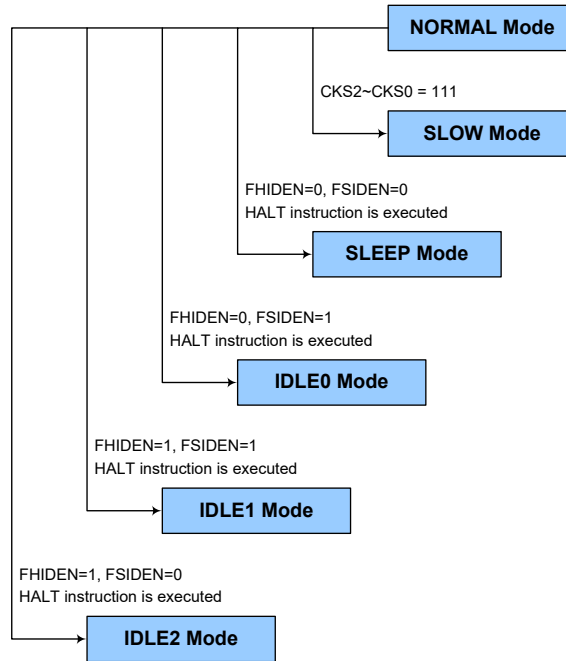 NORMAL Mode
CKS2~CKS0 = 111
SLOW Mode
FHIDEN=0, FSIDEN=0
HALT instruction is executed
SLEEP Mode
FHIDEN=0, FSIDEN=1
HALT instruction is executed
IDLE0 Mode
FHIDEN=1, FSIDEN=1
HALT instruction is executed
IDLE1 Mode
FHIDEN=1, FSIDEN=0
HALT instruction is executed
IDLE2 Mode